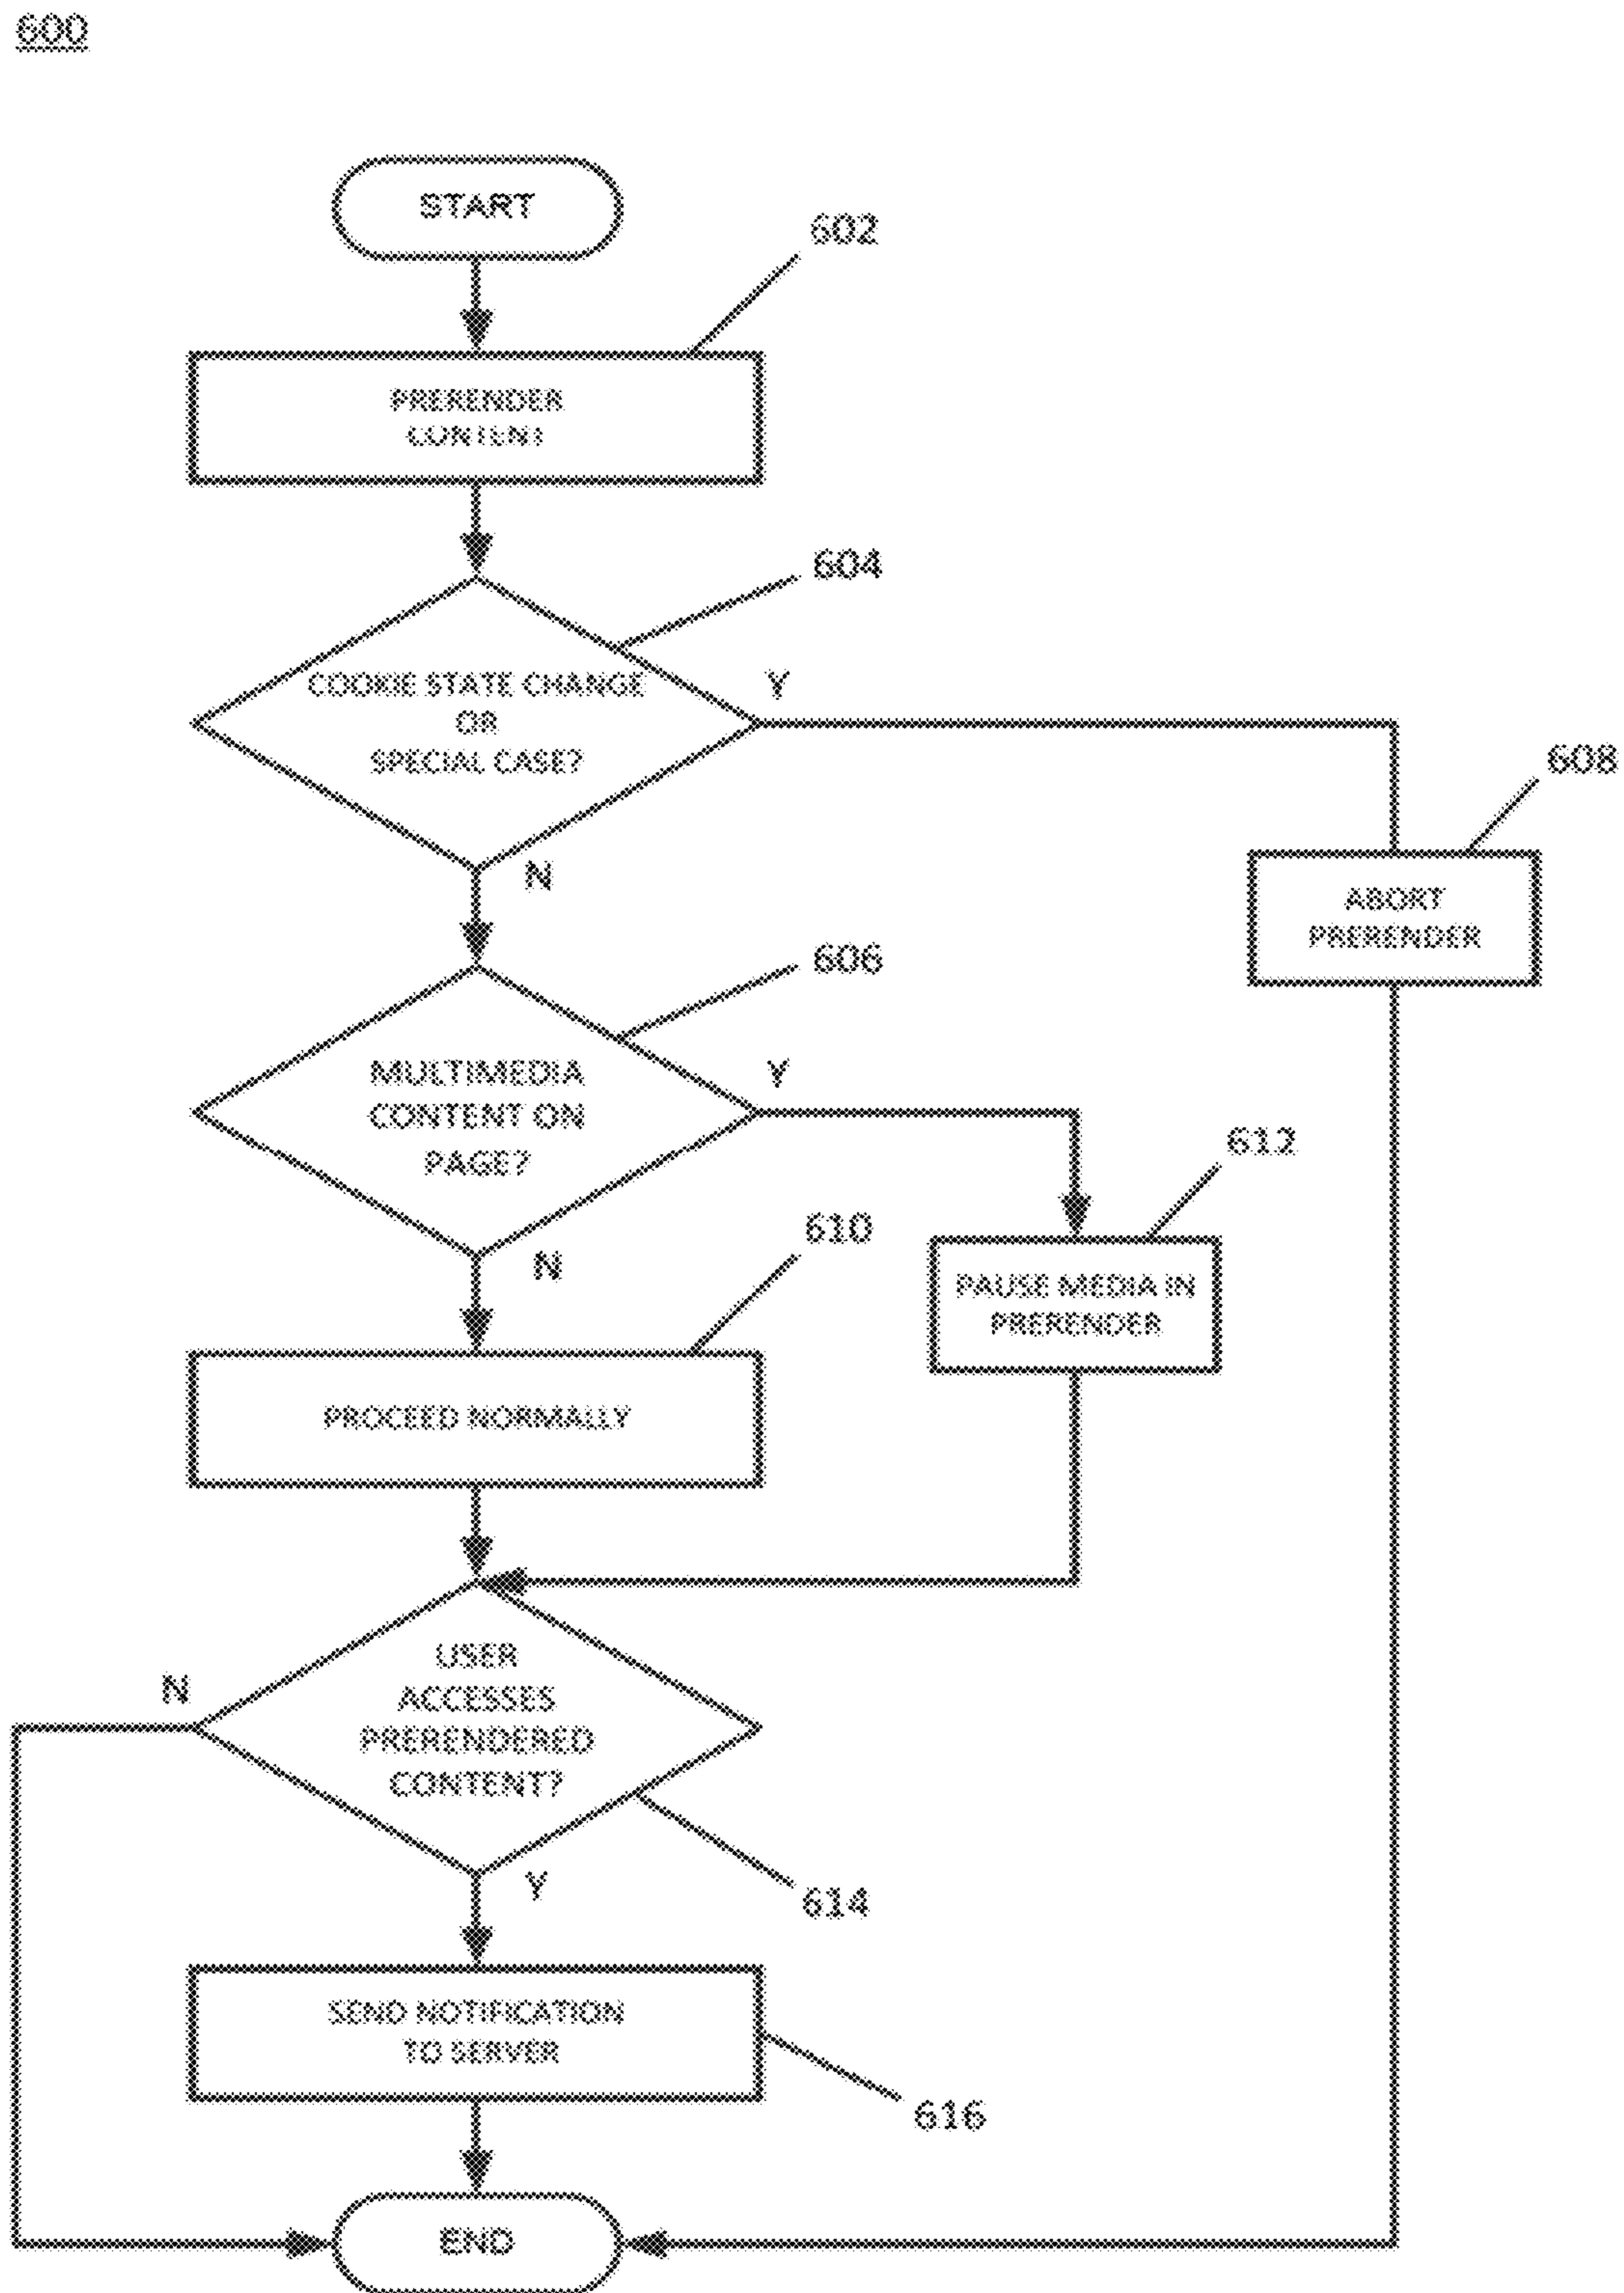 600
START
602
PRERENDER
CONTENT
604
COOKIE STATE CHANGE
OR
SPECIAL CASE?
Y
608
N
ABORT
PRERENDER
606
MULTIMEDIA
CONTENT ON
PAGE?
Y
612
N
610
PAUSE MEDIA IN
PRERENDER
PROCEED NORMALLY
USER
ACCESSES
PRERENDERED
CONTENT?
N
Y
614
SEND NOTIFICATION
TO SERVER
616
END